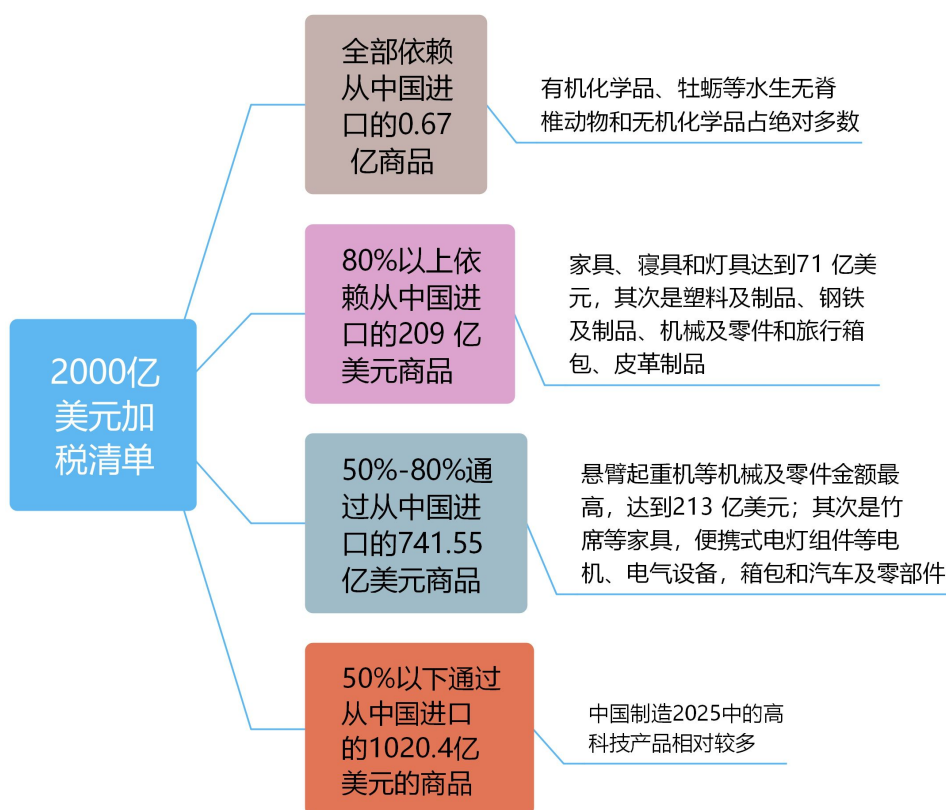 2000亿
美元加
税清单
全部依赖
从中国进
口的0.67
亿商品
有机化学品、牡蛎等水生无脊
椎动物和无机化学品占绝对多数
80%以上依
赖从中国进
口的209 亿
美元商品
家具、寝具和灯具达到71 亿美
元，其次是塑料及制品、钢铁
及制品、机械及零件和旅行箱
包、皮革制品
50%-80%通
过从中国进
口的741.55
亿美元商品
悬臂起重机等机械及零件金额最
高，达到213 亿美元；其次是竹
席等家具，便携式电灯组件等电
机、电气设备，箱包和汽车及零部件
50%以下通过
从中国进口
的1020.4亿
美元的商品
中国制造2025中的高
科技产品相对较多